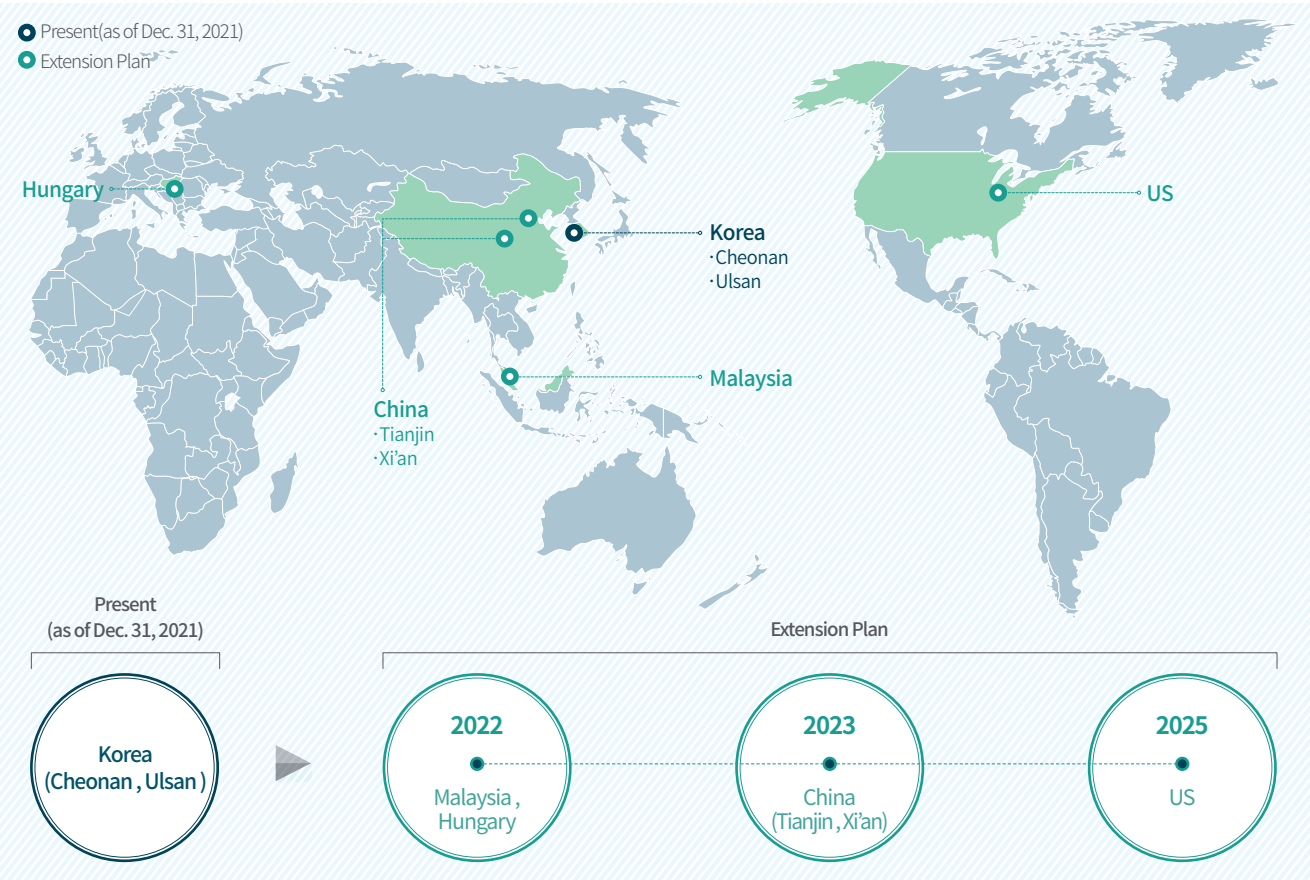 Present(as of Dec. 31, 2021)
Extension Plan
Hungary
US
Korea
·Cheonan
·Ulsan
Malaysia
China
·Tianjin
·Xi’an
Present
(as of Dec. 31, 2021)
Extension Plan
Korea
(Cheonan , Ulsan )
2022
Malaysia ,
Hungary
2023
China
(Tianjin , Xi’an)
2025
US